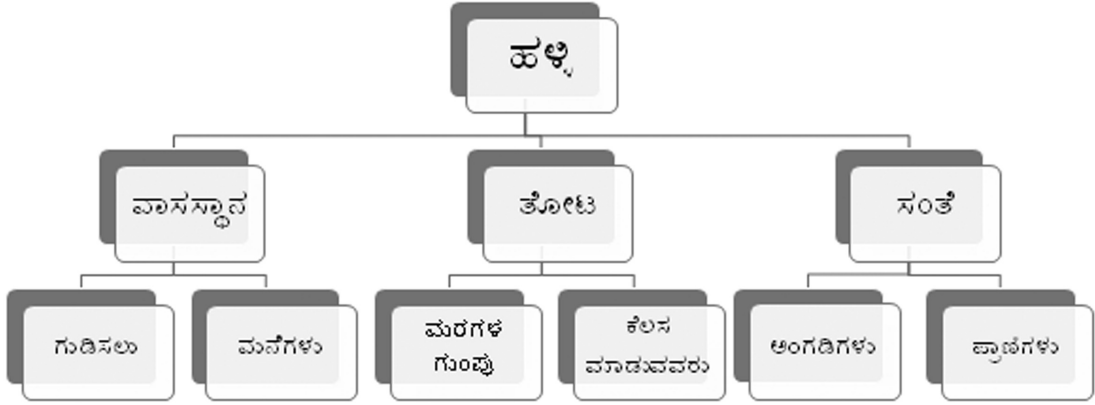 ಹಳ್ಳಿ
ವಾಸಸ್ಥಾನ
ತೋಟ
ಸಂತೆ
ಗುಡಿಸಲು
ಮನೆಗಳು
ಮರಗಳ
ಗುಂಪು
ಕೆಲಸ
ಮಾಡುವವರು
ಅಂಗಡಿಗಳು
ಪ್ರಾಣಿಗಳು